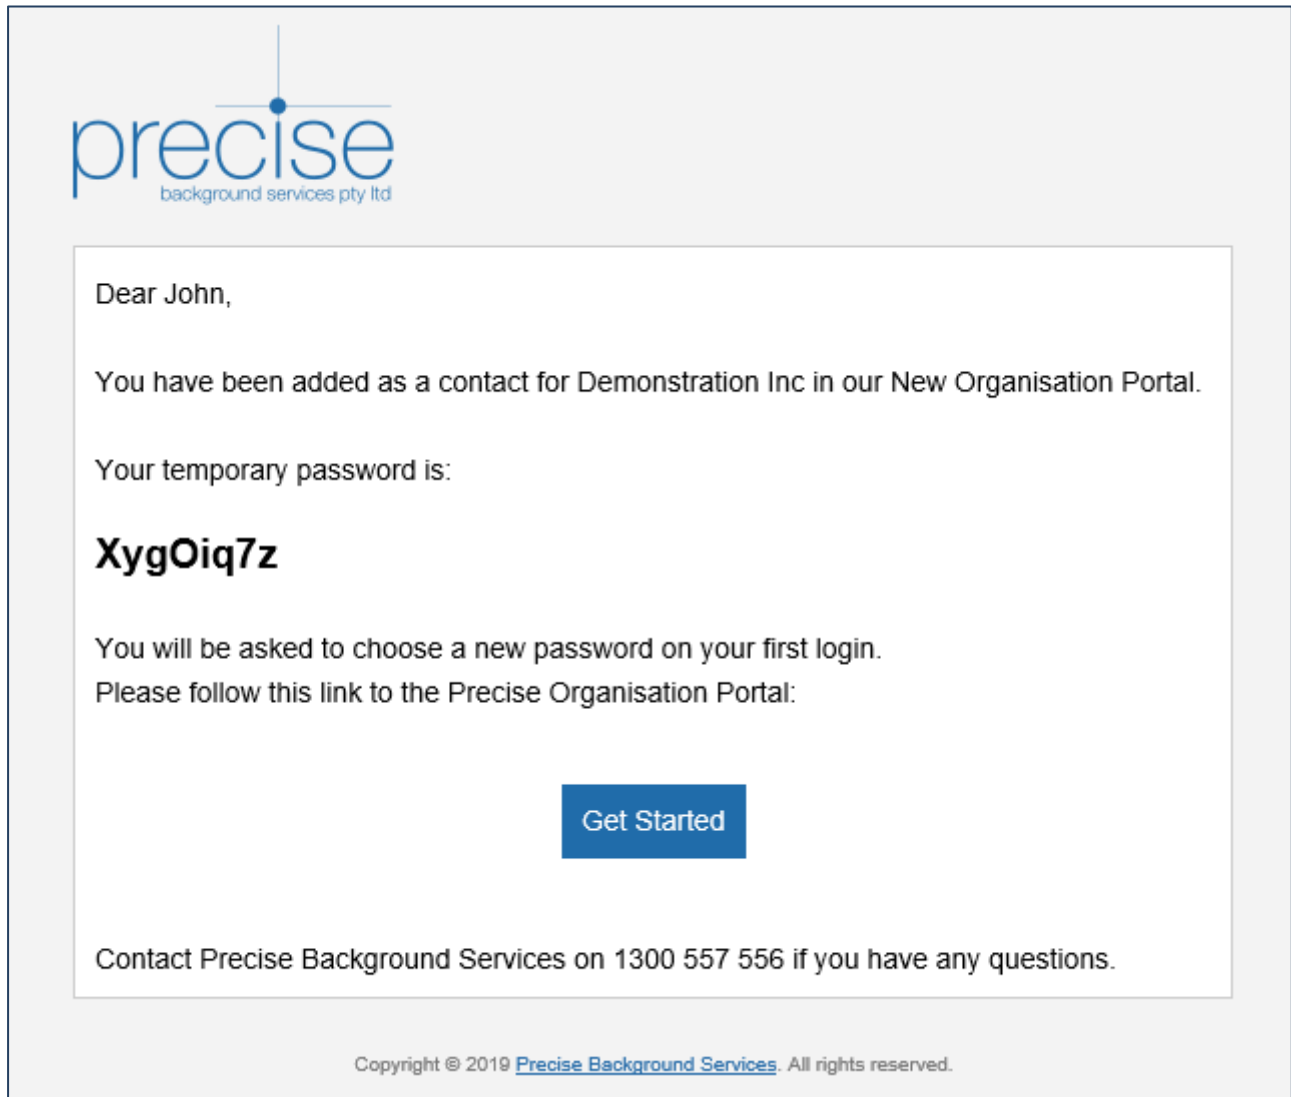 precise
background services pty ltd
Dear John,
You have been added as a contact for Demonstration Inc in our New Organisation Portal.
Your temporary password is:
XygOiq7z
You will be asked to choose a new password on your first login.
Please follow this link to the Precise Organisation Portal:
Get Started
Contact Precise Background Services on 1300 557 556 if you have any questions.
Copyright © 2019 Precise Background Services. All rights reserved.